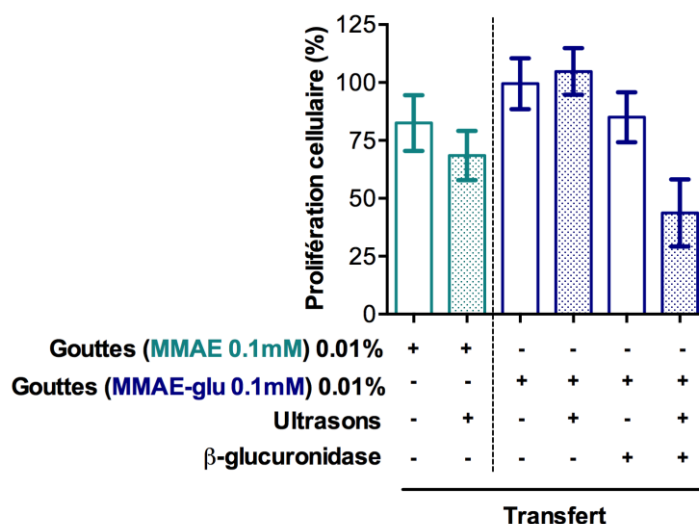 Prolifération cellulaire (%)
125
100
75
50
25
0
Gouttes (MMAE 0.1mM) 0.01% + + - - - -
Gouttes (MMAE-glu 0.1mM) 0.01% - - + + + +
Ultrasons - + - + - +
β-glucuronidase - - - - + +
Transfert